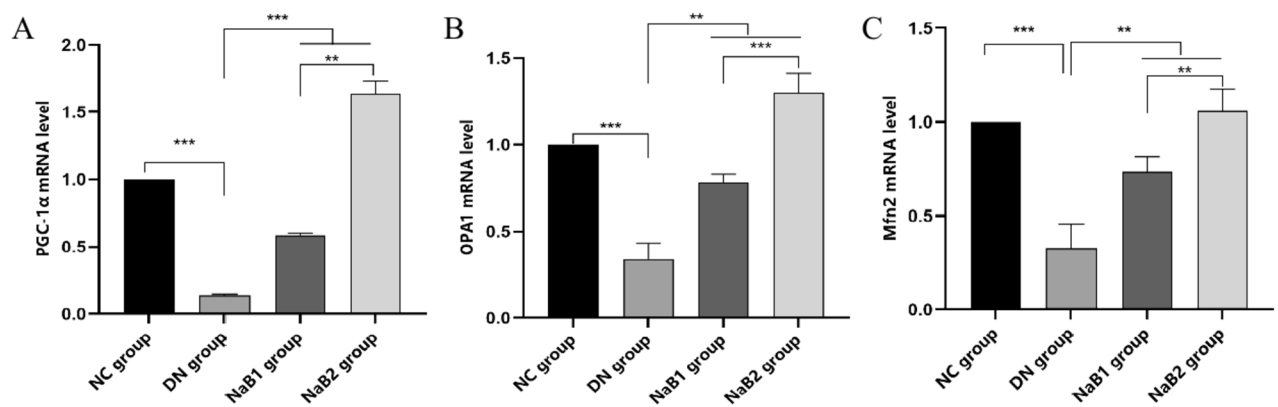 A
PGC-1α mRNA level
2.0
1.5
1.0
0.5
0.0
***
***
**
NC group
DN group
NaB1 group
NaB2 group
B
OPA1 mRNA level
1.5
1.0
0.5
0.0
***
**
***
NC group
DN group
NaB1 group
NaB2 group
C
Mfn2 mRNA level
1.5
1.0
0.5
0.0
***
**
**
NC group
DN group
NaB1 group
NaB2 group